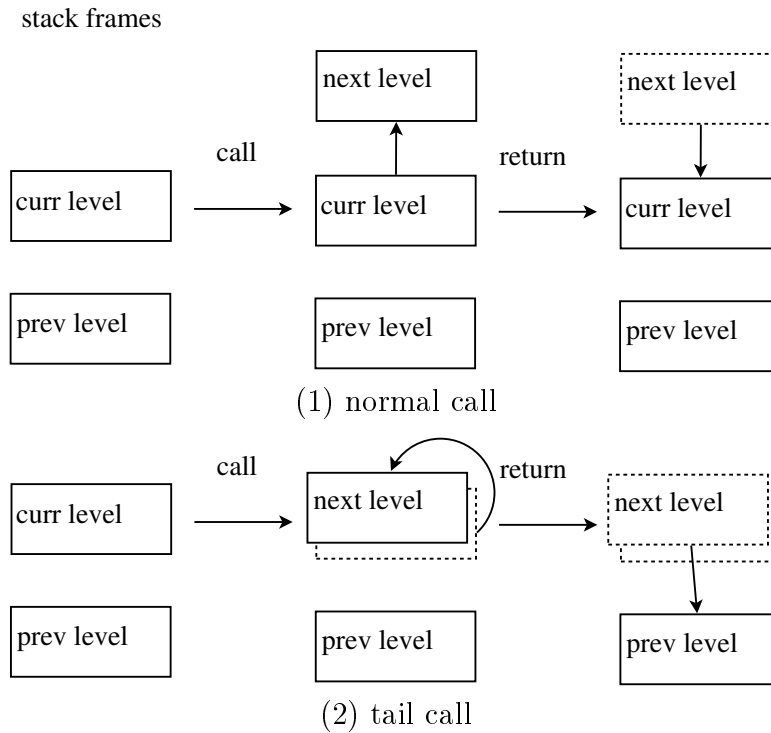 stack frames
next level
next level
call
return
curr level
curr level
curr level
prev level
prev level
prev level
(1) normal call
call
return
curr level
next level
next level
prev level
prev level
prev level
(2) tail call